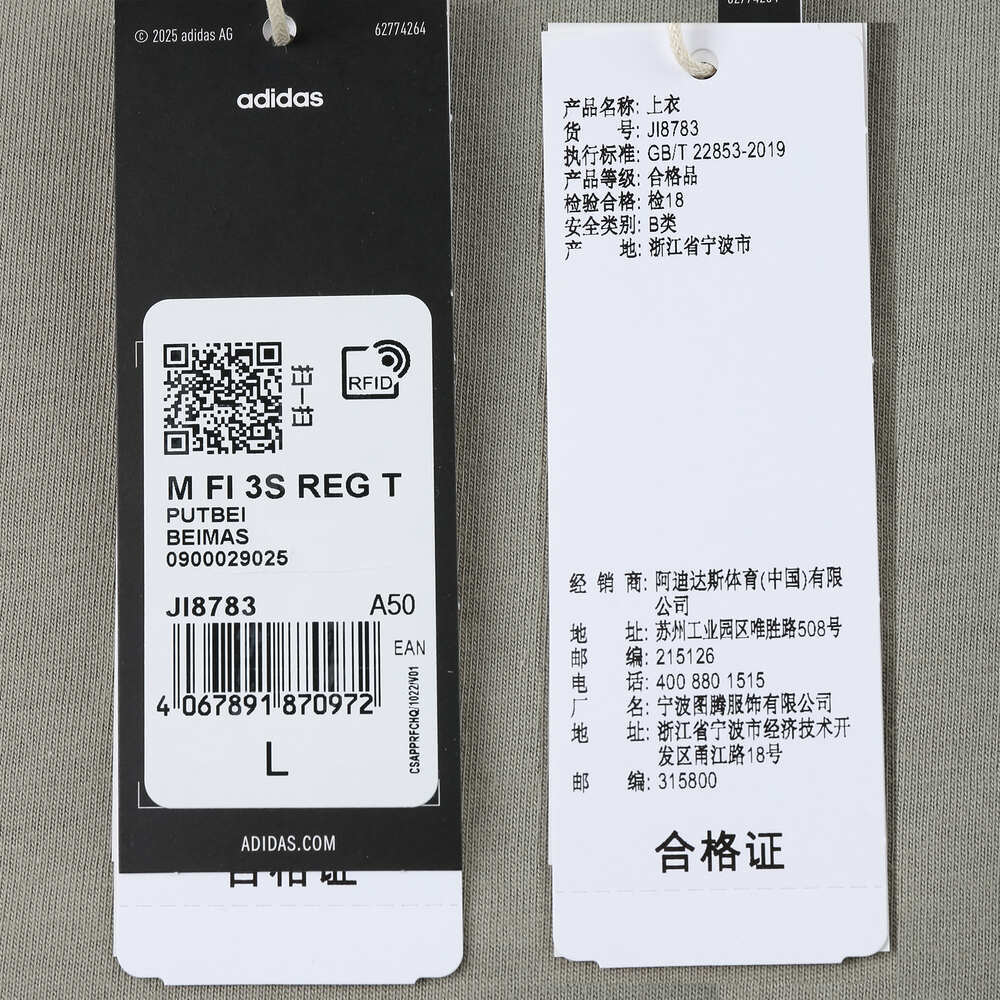 © 2025 adidas AG
62774264
adidas
RFID
M FI 3S REG T
PUTBEI
BEIMAS
0900029025
JI8783
A50
EAN
4 067891 870972
CSAPPRFCHQ/1022/V01
L
ADIDAS.COM
合格证
62774264
产品名称: 上衣
货 号: JI8783
执行标准: GB/T 22853-2019
产品等级: 合格品
检验合格: 检18
安全类别: B类
产 地: 浙江省宁波市
经 销 商: 阿迪达斯体育(中国)有限
公司
地 址: 苏州工业园区唯胜路508号
邮 编: 215126
电 话: 400 880 1515
厂 名: 宁波图腾服饰有限公司
地 址: 浙江省宁波市经济技术开
发区甬江路18号
邮 编: 315800
合格证